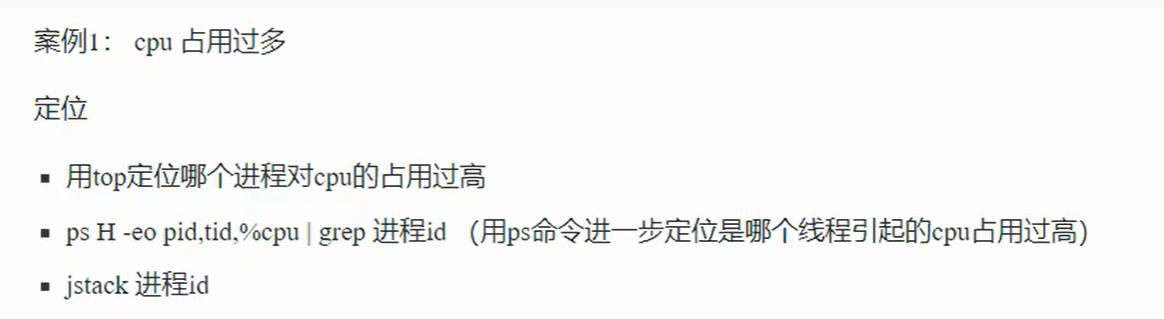 案例1： cpu 占用过多
定位
▪ 用top定位哪个进程对cpu的占用过高
▪ ps H -eo pid,tid,%cpu | grep 进程id （用ps命令进一步定位是哪个线程引起的cpu占用过高）
▪ jstack 进程id